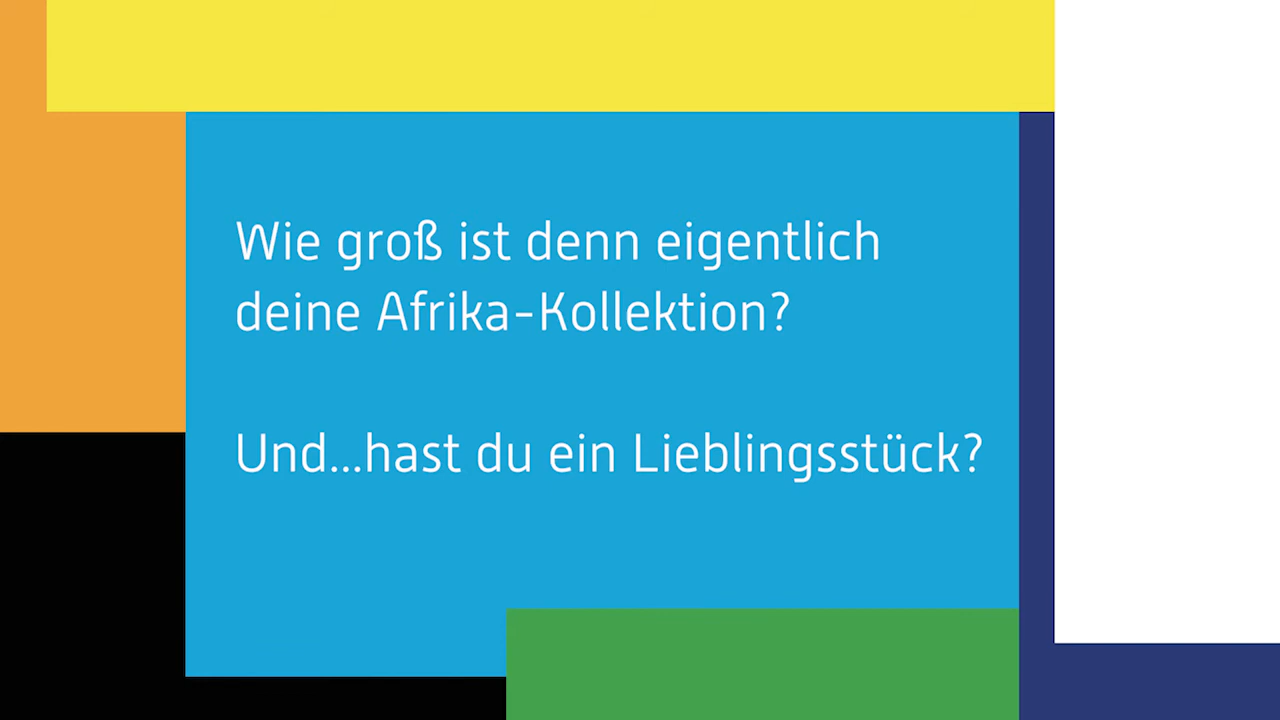 Wie groß ist denn eigentlich
deine Afrika-Kollektion?
Und...hast du ein Lieblingsstück?